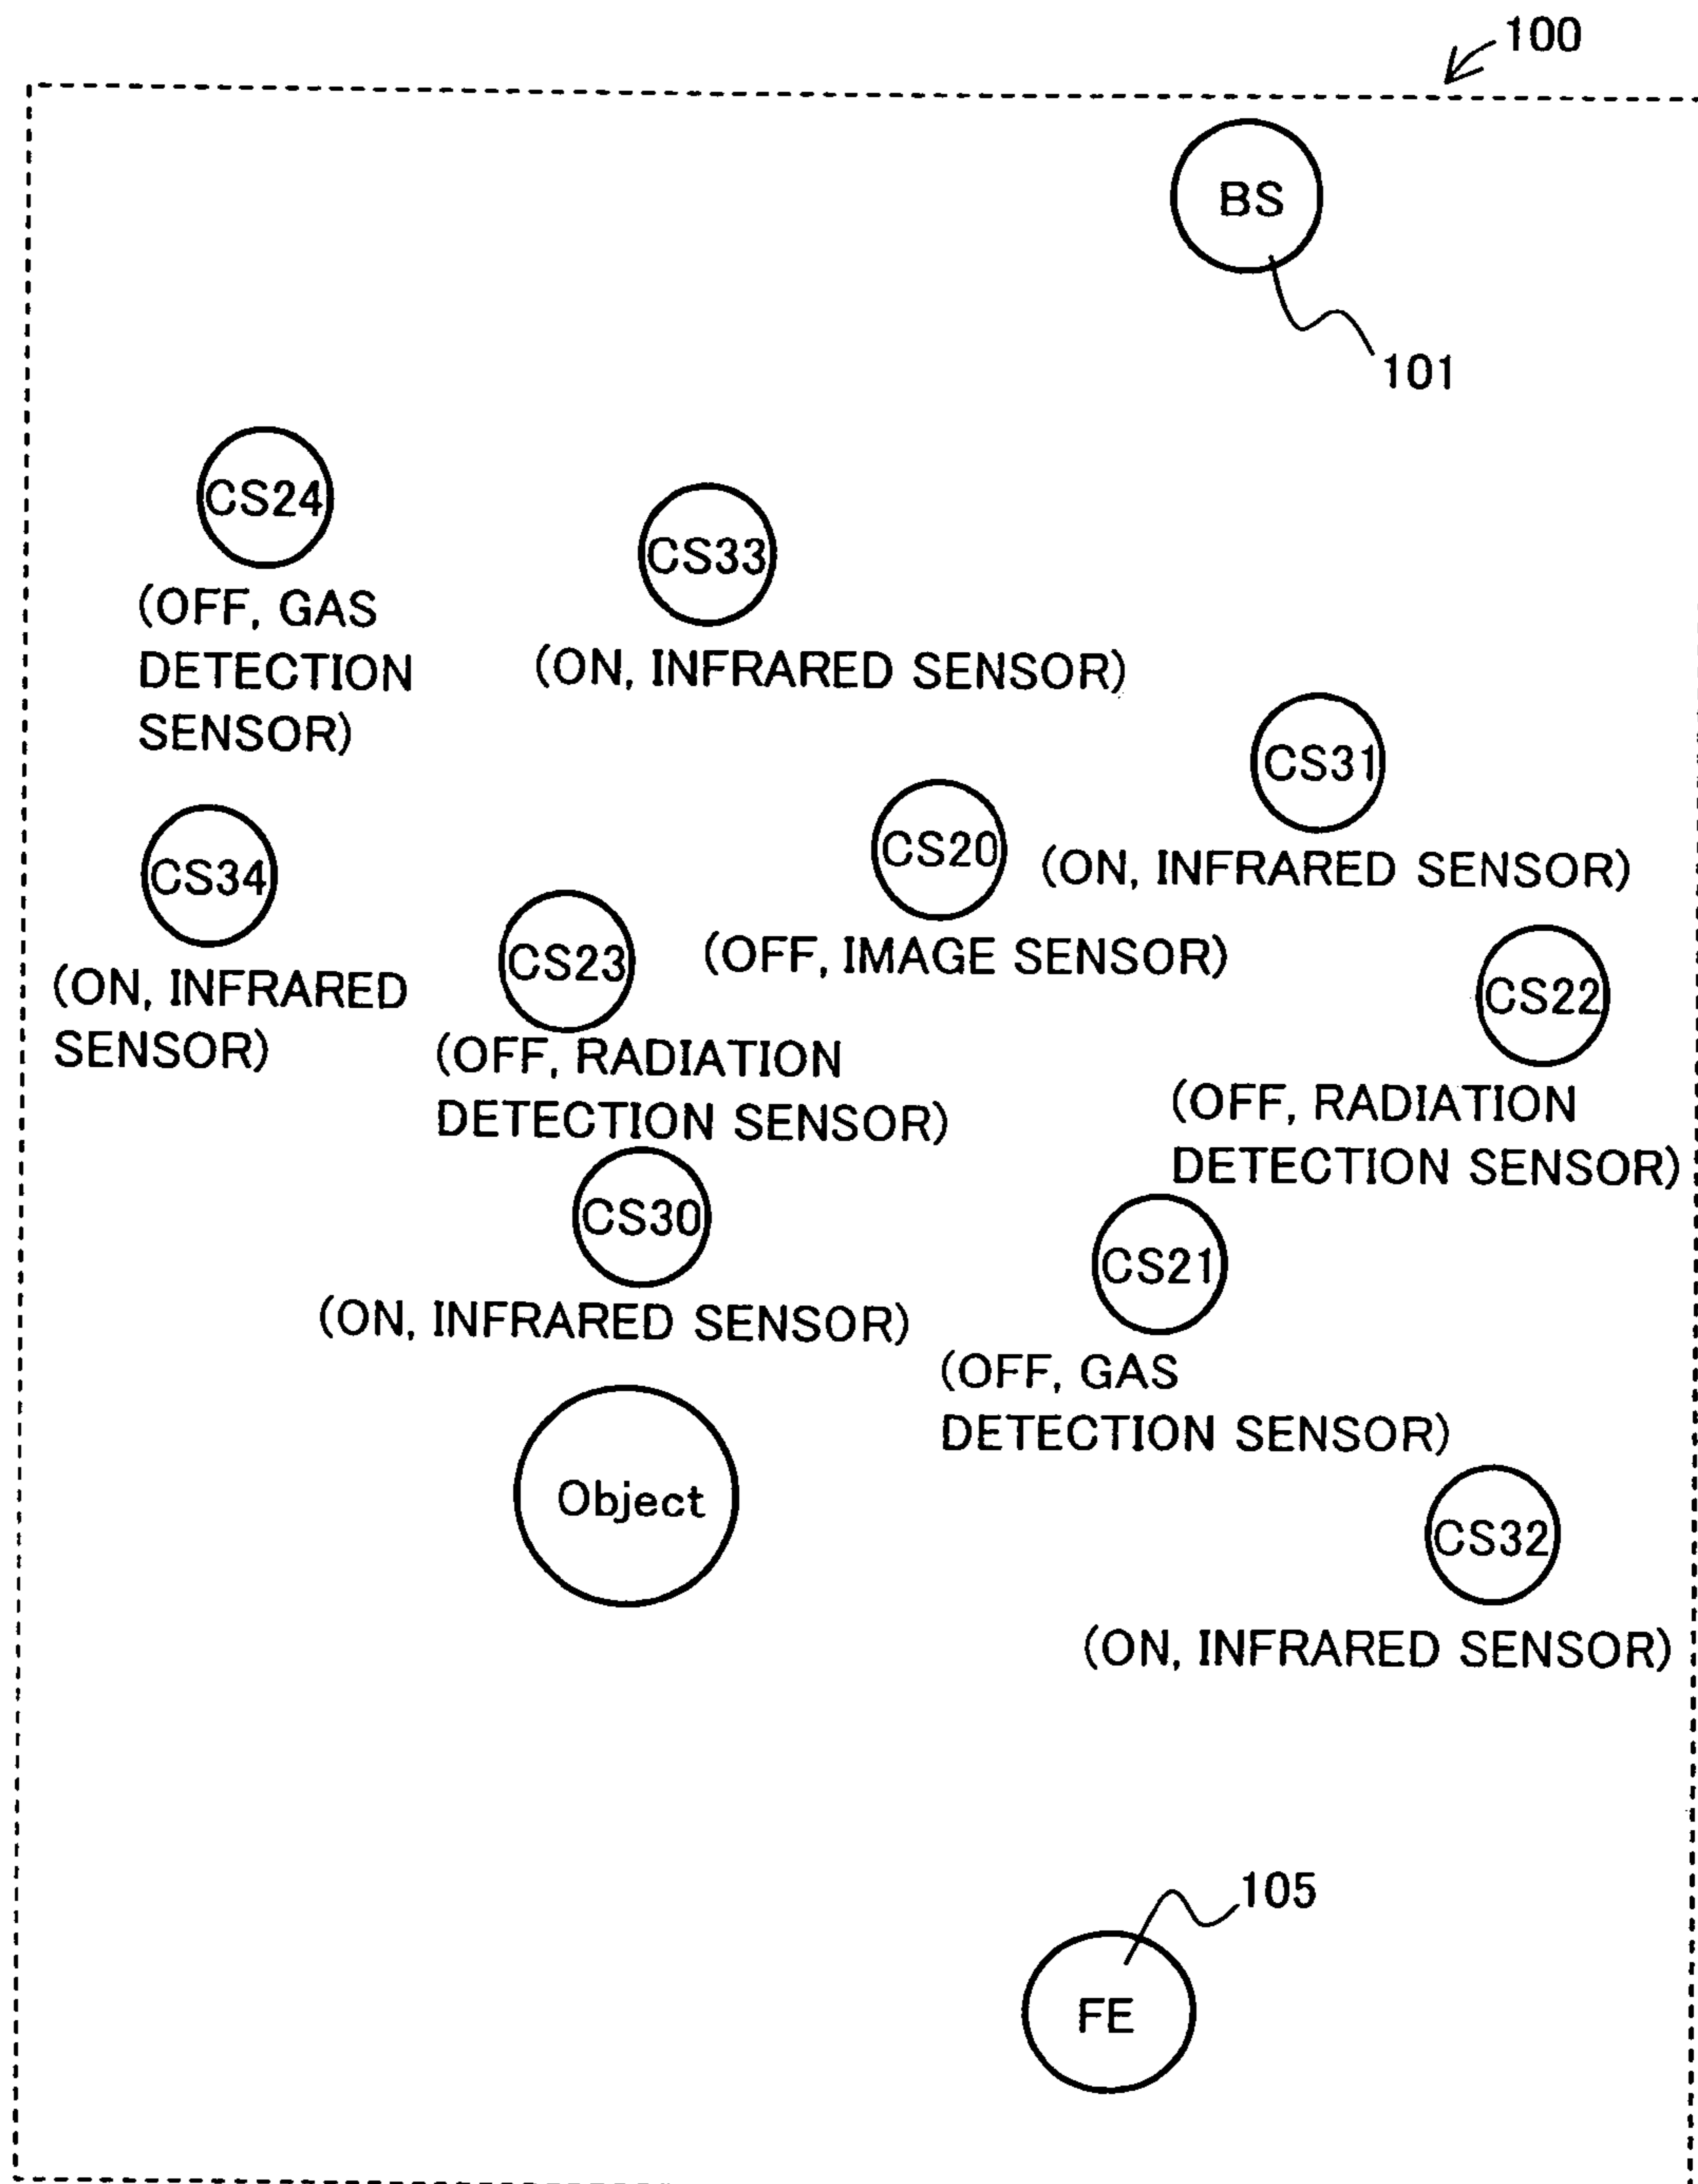 100
BS
101
CS24
(OFF, GAS
DETECTION
SENSOR)
CS33
(ON, INFRARED SENSOR)
CS31
(ON, INFRARED SENSOR)
CS20
(OFF, IMAGE SENSOR)
CS34
(ON, INFRARED
SENSOR)
CS23
(OFF, RADIATION
DETECTION SENSOR)
CS22
(OFF, RADIATION
DETECTION SENSOR)
CS30
(ON, INFRARED SENSOR)
CS21
(OFF, GAS
DETECTION SENSOR)
Object
CS32
(ON, INFRARED SENSOR)
105
FE